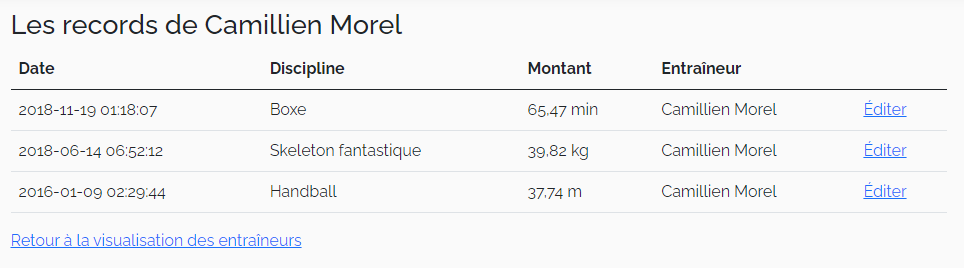 Les records de Camillien Morel
Date Discipline Montant Entraîneur
2018-11-19 01:18:07 Boxe 65,47 min Camillien Morel Éditer
2018-06-14 06:52:12 Skeleton fantastique 39,82 kg Camillien Morel Éditer
2016-01-09 02:29:44 Handball 37,74 m Camillien Morel Éditer
Retour à la visualisation des entraîneurs